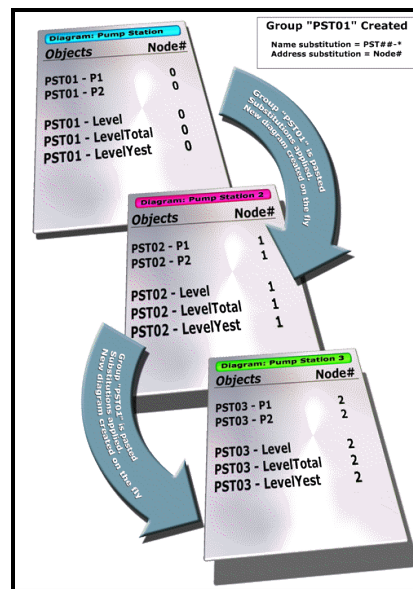 Group "PST01" Created
Name substitution = PST##-*
Address substitution = Node#
Diagram: Pump Station
Objects Node#
PST01 - P1 0
PST01 - P2 0
PST01 - Level 0
PST01 - LevelTotal 0
PST01 - LevelYest 0
Group "PST01" is pasted
Substitutions applied.
New diagram created on the fly
Diagram: Pump Station 2
Objects Node#
PST02 - P1 1
PST02 - P2 1
PST02 - Level 1
PST02 - LevelTotal 1
PST02 - LevelYest 1
Group "PST01" is pasted
Substitutions applied.
New diagram created on the fly
Diagram: Pump Station 3
Objects Node#
PST03 - P1 2
PST03 - P2 2
PST03 - Level 2
PST03 - LevelTotal 2
PST03 - LevelYest 2